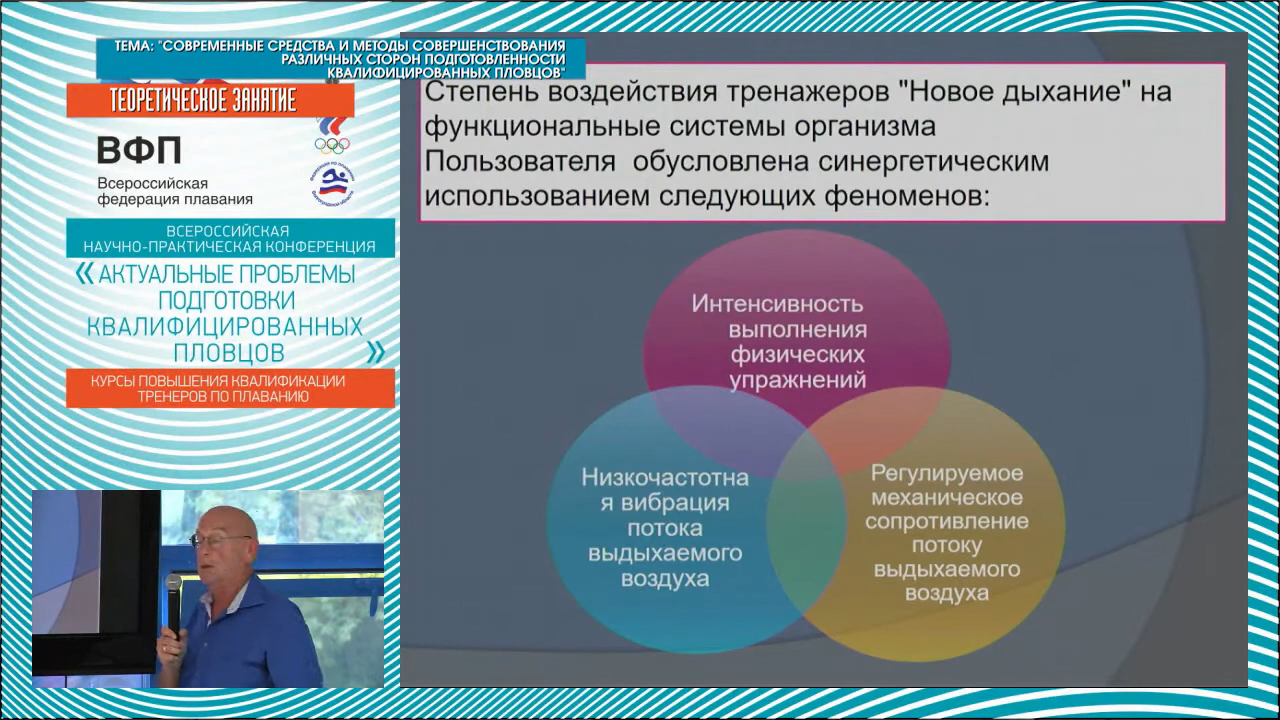 ТЕМА: "СОВРЕМЕННЫЕ СРЕДСТВА И МЕТОДЫ СОВЕРШЕНСТВОВАНИЯ
РАЗЛИЧНЫХ СТОРОН ПОДГОТОВЛЕННОСТИ
КВАЛИФИЦИРОВАННЫХ ПЛОВЦОВ"
ТЕОРЕТИЧЕСКОЕ ЗАНЯТИЕ
ВФП
Всероссийская
федерация плавания
ВСЕРОССИЙСКАЯ
НАУЧНО-ПРАКТИЧЕСКАЯ КОНФЕРЕНЦИЯ
«АКТУАЛЬНЫЕ ПРОБЛЕМЫ
ПОДГОТОВКИ
КВАЛИФИЦИРОВАННЫХ
ПЛОВЦОВ»
КУРСЫ ПОВЫШЕНИЯ КВАЛИФИКАЦИИ
ТРЕНЕРОВ ПО ПЛАВАНИЮ
Степень воздействия тренажеров "Новое дыхание" на
функциональные системы организма
Пользователя обусловлена синергетическим
использованием следующих феноменов:
Интенсивность
выполнения
физических
упражнений
Низкочастотна
я вибрация
потока
выдыхаемого
воздуха
Регулируемое
механическое
сопротивление
потоку
выдыхаемого
воздуха